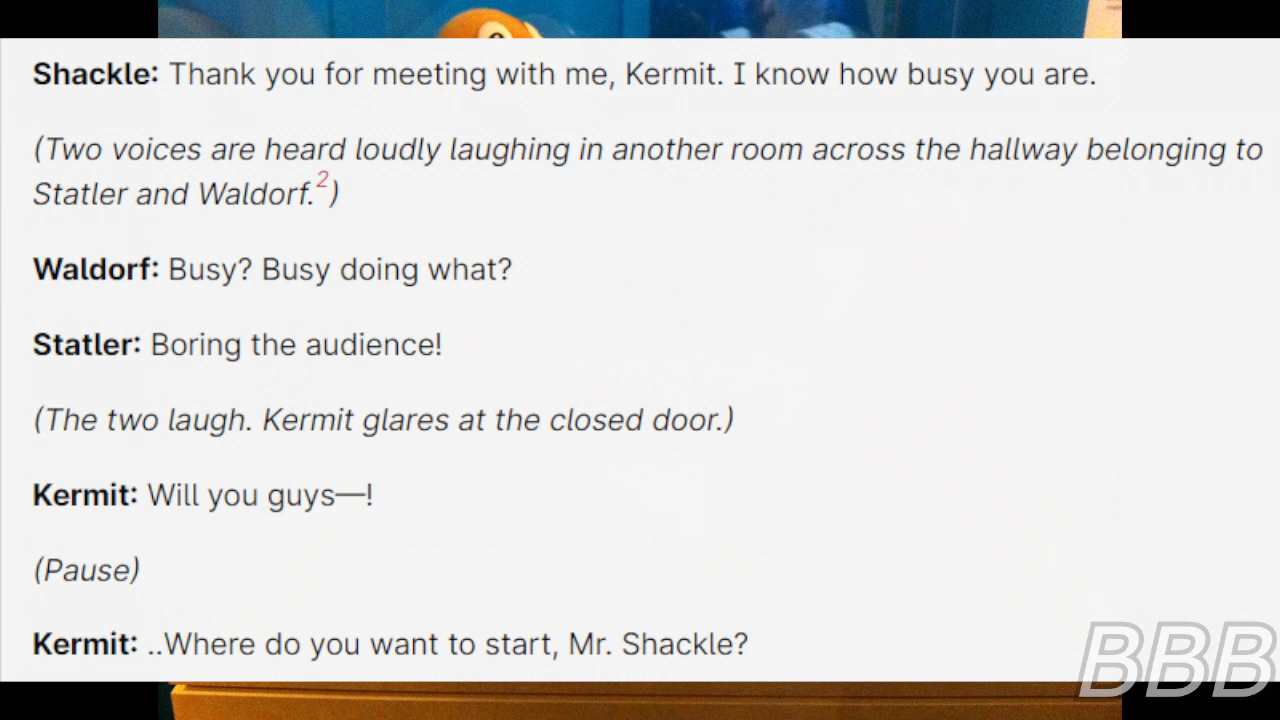 Shackle: Thank you for meeting with me, Kermit. I know how busy you are.
(Two voices are heard loudly laughing in another room across the hallway belonging to
Statler and Waldorf.2)
Waldorf: Busy? Busy doing what?
Statler: Boring the audience!
(The two laugh. Kermit glares at the closed door.)
Kermit: Will you guys—!
(Pause)
Kermit: ..Where do you want to start, Mr. Shackle?
BBB